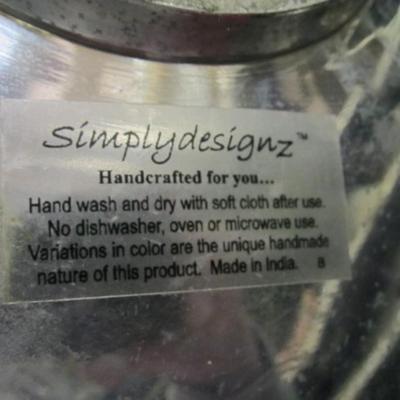 Simplydesignz™
Handcrafted for you...
Hand wash and dry with soft cloth after use.
No dishwasher, oven or microwave use.
Variations in color are the unique handmade
nature of this product. Made in India. B